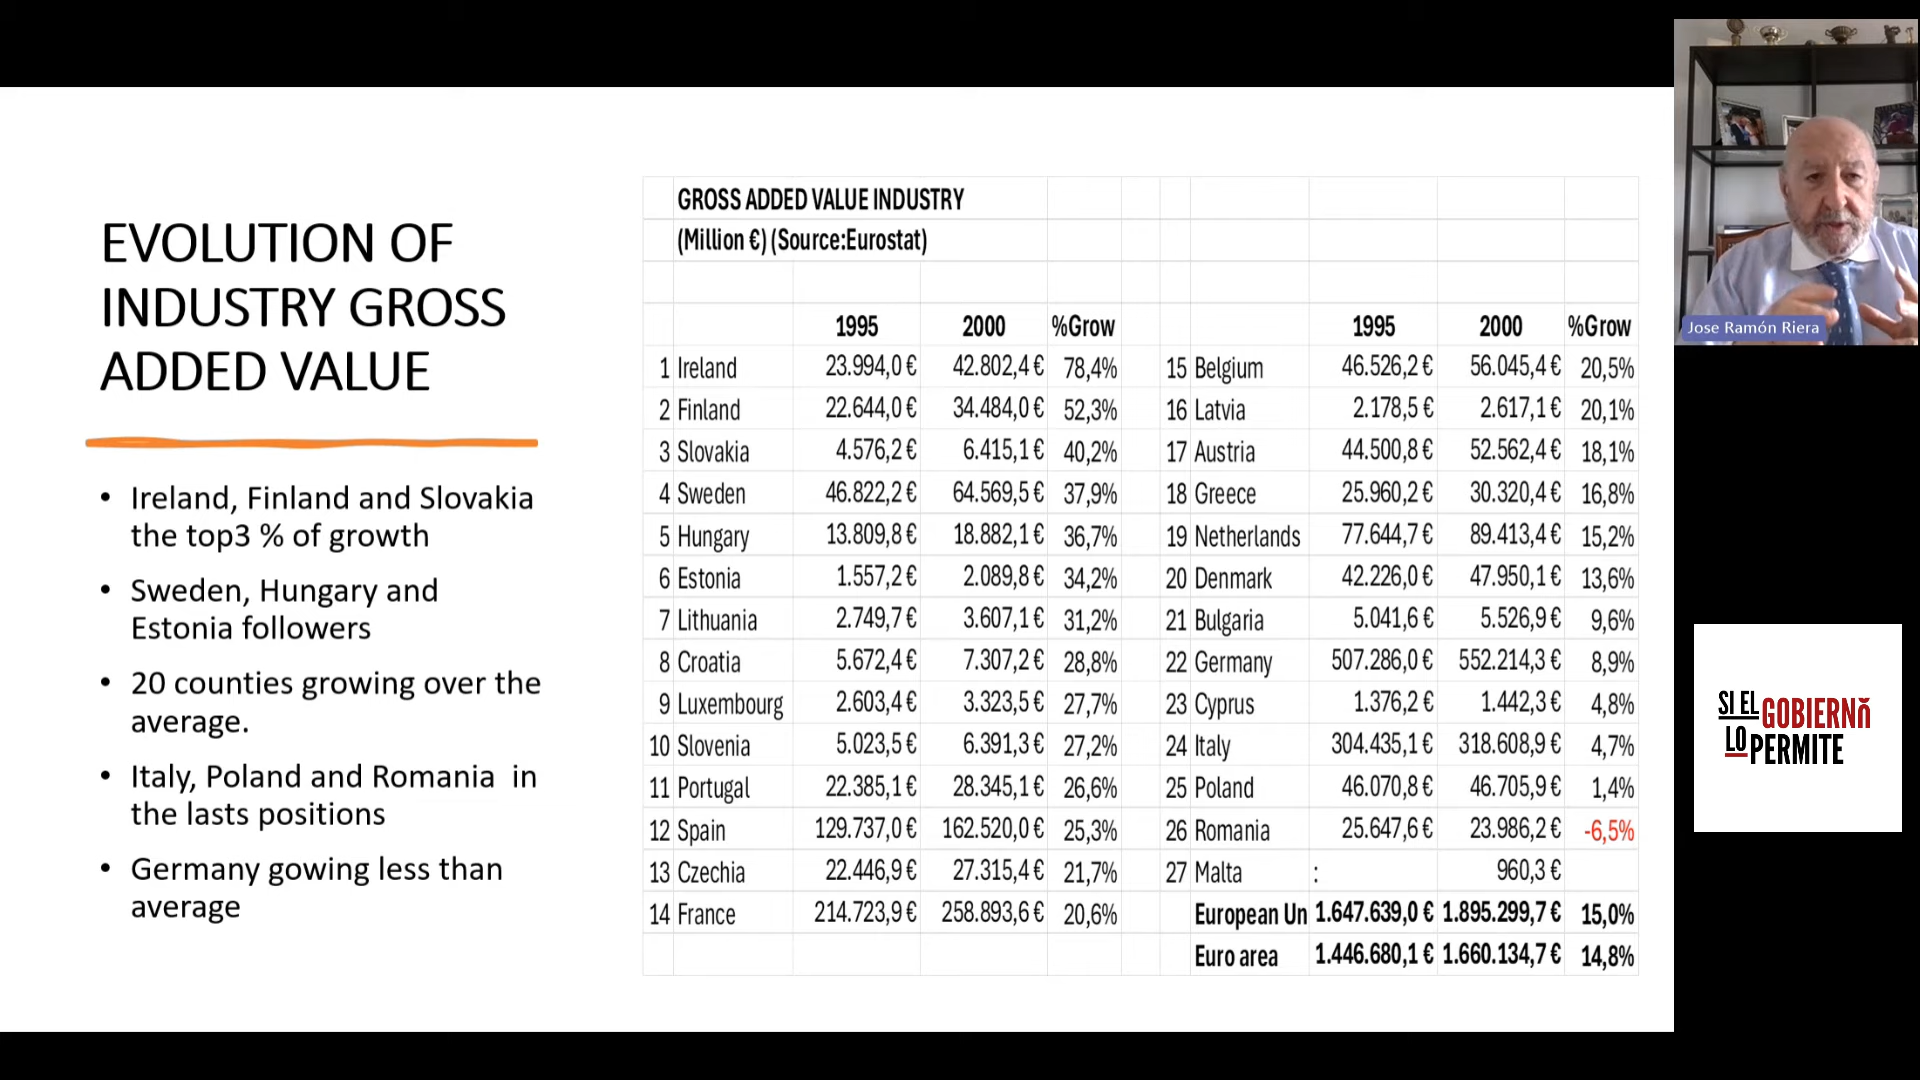 EVOLUTION OF
INDUSTRY GROSS
ADDED VALUE
• Ireland, Finland and Slovakia
the top3 % of growth
• Sweden, Hungary and
Estonia followers
• 20 counties growing over the
average.
• Italy, Poland and Romania in
the lasts positions
• Germany gowing less than
average
GROSS ADDED VALUE INDUSTRY
(Million €) (Source:Eurostat)
1995 2000 %Grow 1995 2000 %Grow
1 Ireland 23.994,0 € 42.802,4 € 78,4% 15 Belgium 46.526,2 € 56.045,4 € 20,5%
2 Finland 22.644,0 € 34.484,0 € 52,3% 16 Latvia 2.178,5 € 2.617,1 € 20,1%
3 Slovakia 4.576,2 € 6.415,1 € 40,2% 17 Austria 44.500,8 € 52.562,4 € 18,1%
4 Sweden 46.822,2 € 64.569,5 € 37,9% 18 Greece 25.960,2 € 30.320,4 € 16,8%
5 Hungary 13.809,8 € 18.882,1 € 36,7% 19 Netherlands 77.644,7 € 89.413,4 € 15,2%
6 Estonia 1.557,2 € 2.089,8 € 34,2% 20 Denmark 42.226,0 € 47.950,1 € 13,6%
7 Lithuania 2.749,7 € 3.607,1 € 31,2% 21 Bulgaria 5.041,6 € 5.526,9 € 9,6%
8 Croatia 5.672,4 € 7.307,2 € 28,8% 22 Germany 507.286,0 € 552.214,3 € 8,9%
9 Luxembourg 2.603,4 € 3.323,5 € 27,7% 23 Cyprus 1.376,2 € 1.442,3 € 4,8%
10 Slovenia 5.023,5 € 6.391,3 € 27,2% 24 Italy 304.435,1 € 318.608,9 € 4,7%
11 Portugal 22.385,1 € 28.345,1 € 26,6% 25 Poland 46.070,8 € 46.705,9 € 1,4%
12 Spain 129.737,0 € 162.520,0 € 25,3% 26 Romania 25.647,6 € 23.986,2 € -6,5%
13 Czechia 22.446,9 € 27.315,4 € 21,7% 27 Malta : 960,3 €
14 France 214.723,9 € 258.893,6 € 20,6% European Un 1.647.639,0 € 1.895.299,7 € 15,0%
Euro area 1.446.680,1 € 1.660.134,7 € 14,8%
Jose Ramón Riera
SI EL GOBIERNO
LO PERMITE